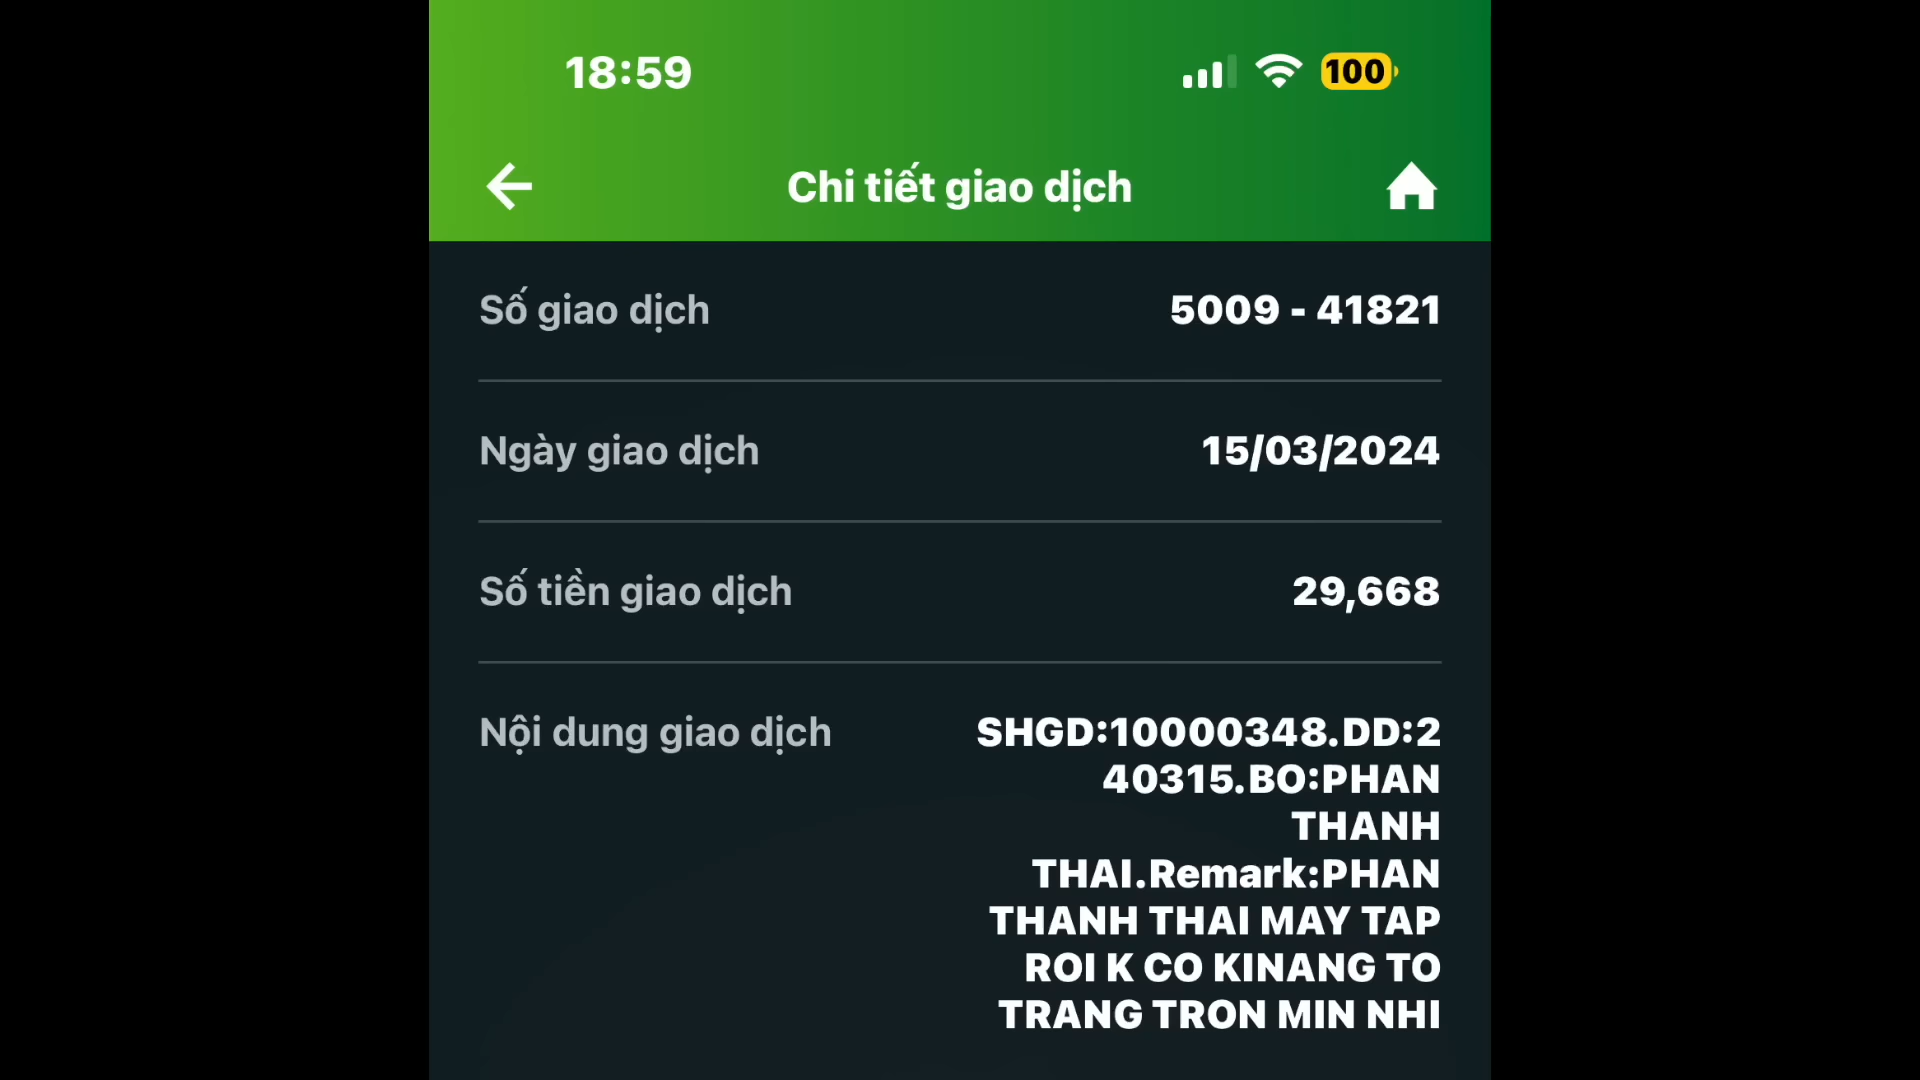 18:59
100
Chi tiết giao dịch
Số giao dịch 5009 - 41821
Ngày giao dịch 15/03/2024
Số tiền giao dịch 29,668
Nội dung giao dịch SHGD:10000348.DD:2
40315.BO:PHAN
THANH
THAI.Remark:PHAN
THANH THAI MAY TAP
ROI K CO KINANG TO
TRANG TRON MIN NHI